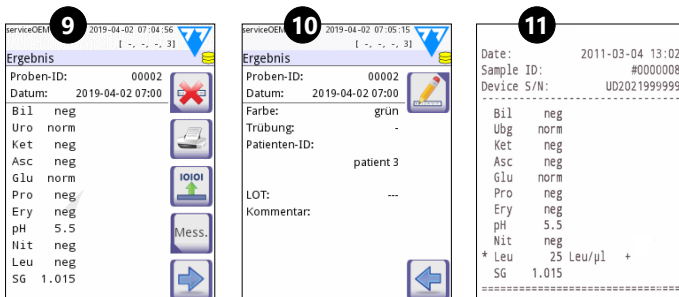 9
serviceOEM 2019-04-02 07:04:56
[ -, -, -, 3]
Ergebnis
Proben-ID: 00002
Datum: 2019-04-02 07:00
Bil neg
Uro norm
Ket neg
Asc neg
Glu norm
Pro neg
Ery neg
pH 5.5
Nit neg
Leu neg
SG 1.015
IOIOI
Mess.
10
serviceOEM 2019-04-02 07:05:15
[ -, -, -, 3]
Ergebnis
Proben-ID: 00002
Datum: 2019-04-02 07:00
Farbe: grün
Trübung: -
Patienten-ID:
patient 3
LOT: ---
Kommentar:
11
Date: 2011-03-04 13:02
Sample ID: #0000008
Device S/N: UD2021999999
Bil neg
Ubg norm
Ket neg
Asc neg
Glu norm
Pro neg
Ery neg
pH 5.5
Nit neg
* Leu 25 Leu/µl +
SG 1.015